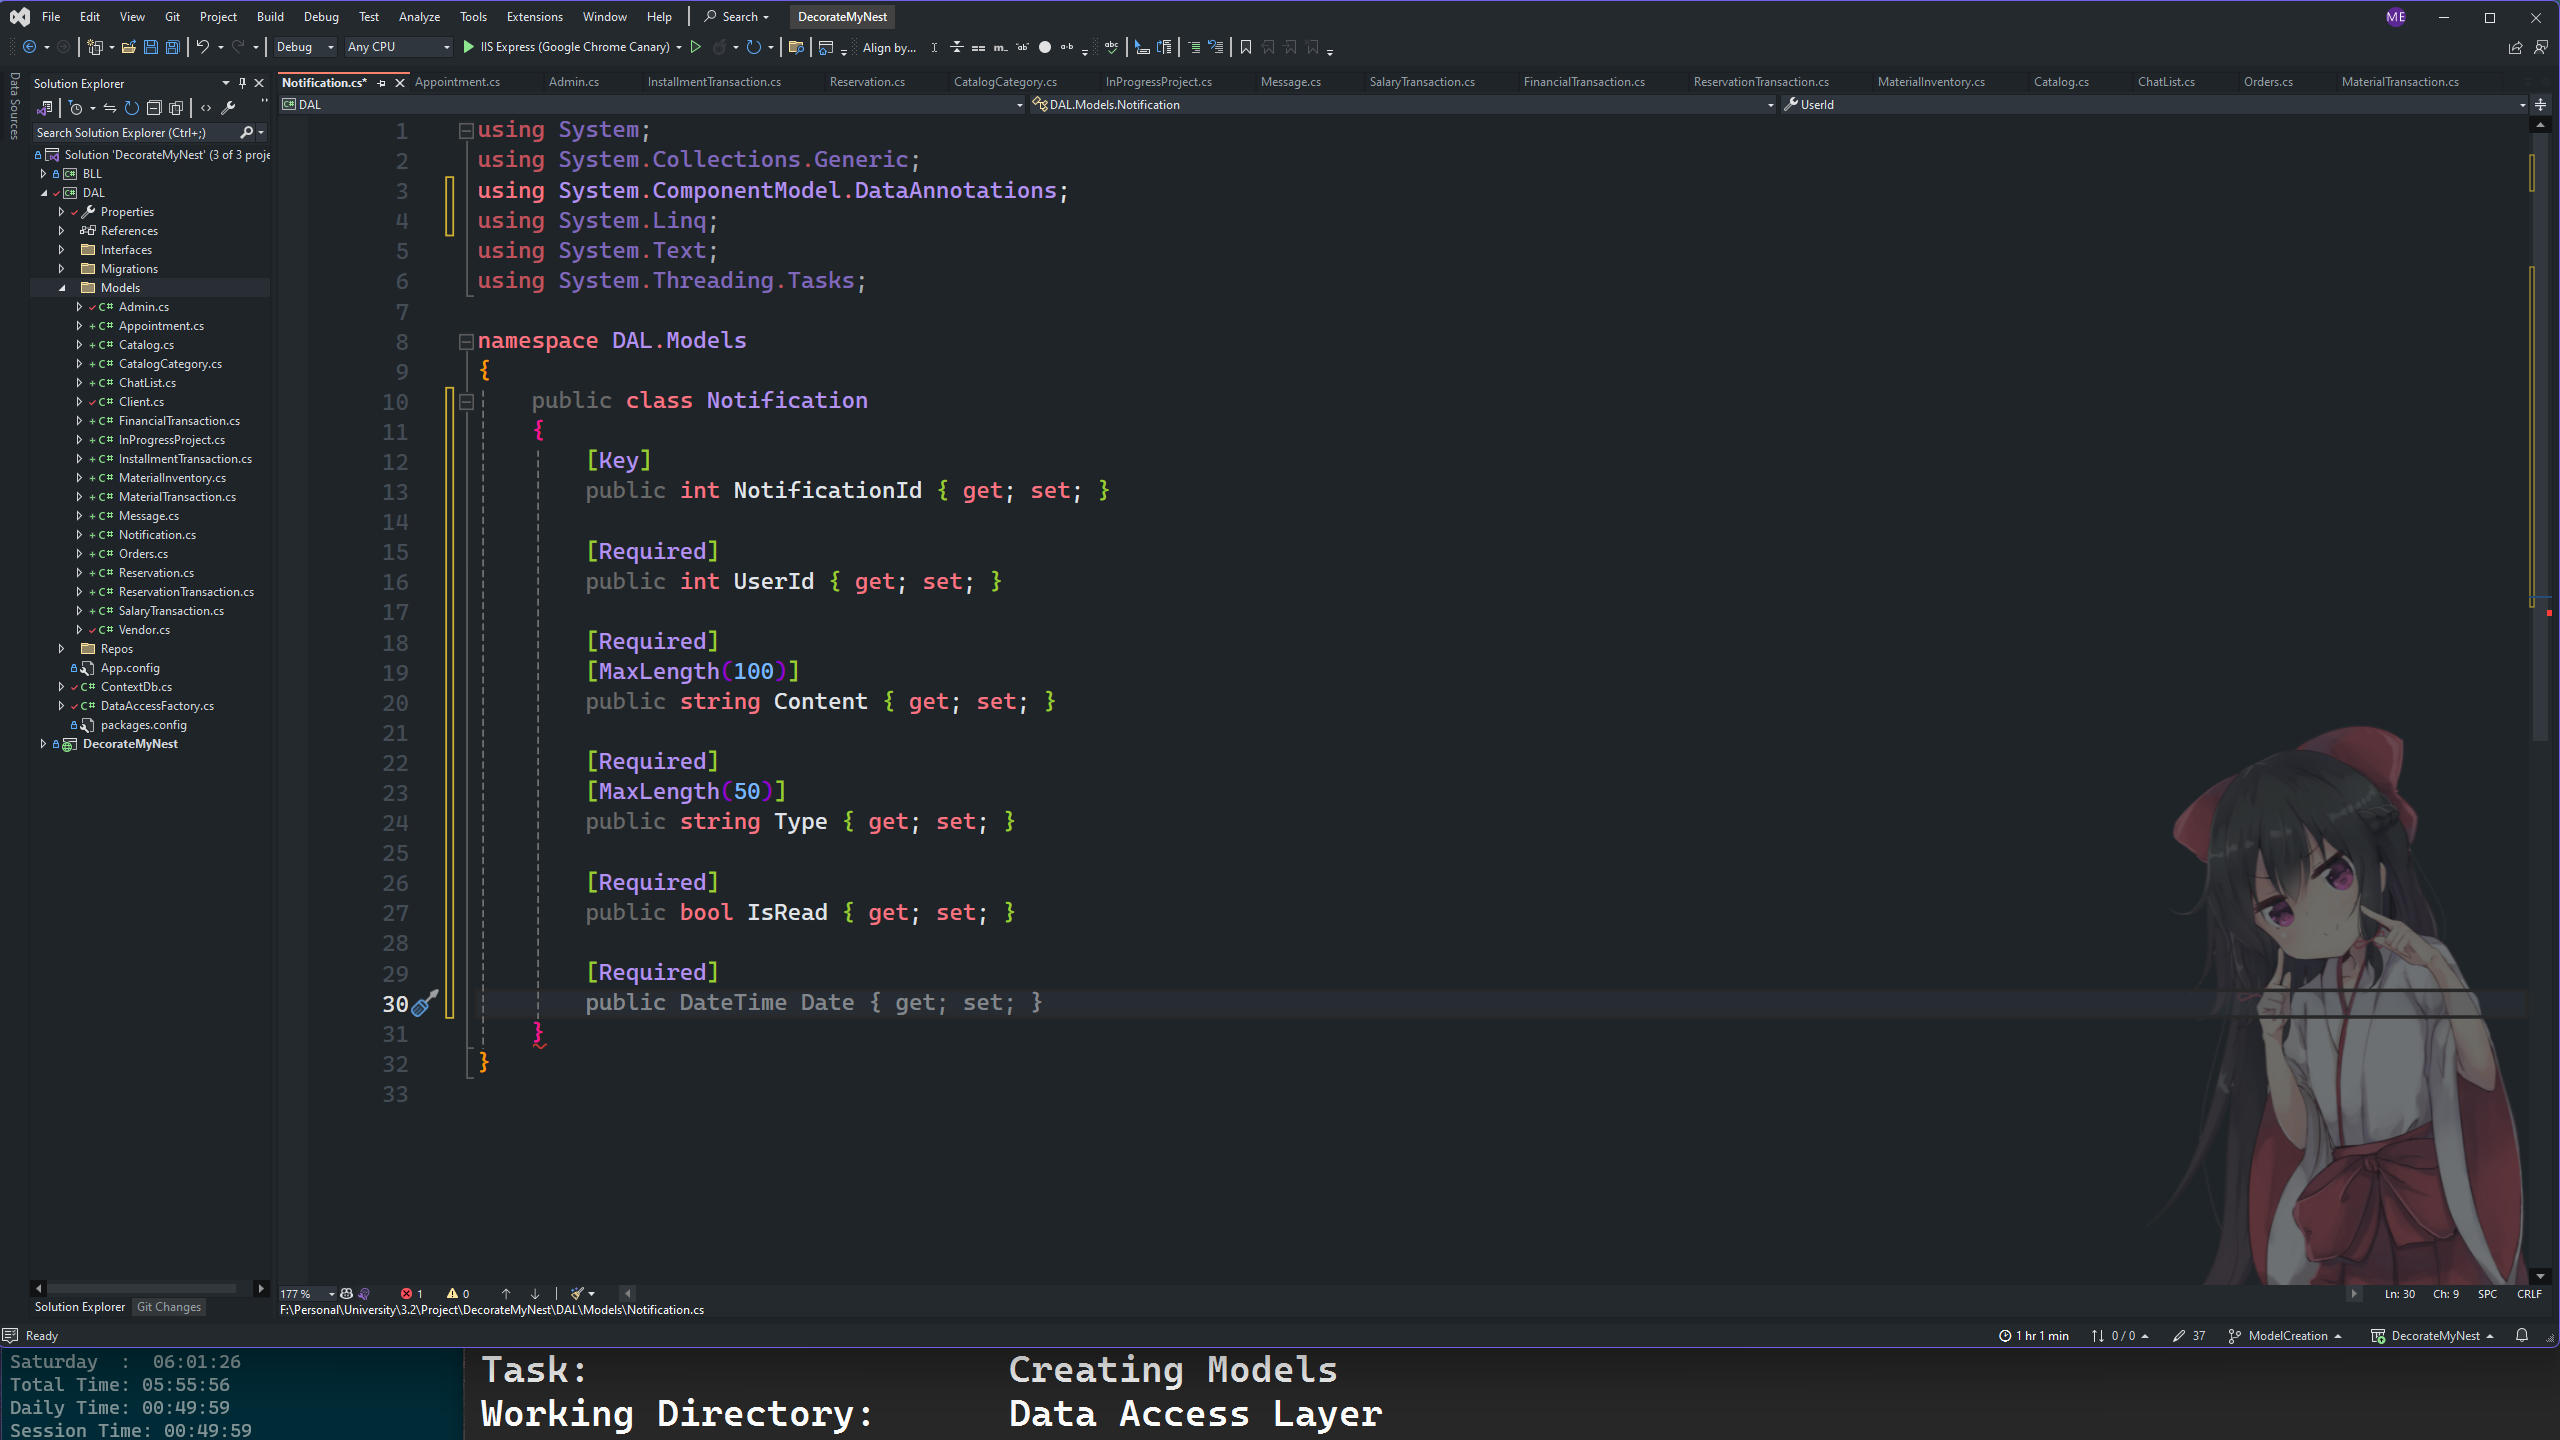 File Edit View Git Project Build Debug Test Analyze Tools Extensions Window Help Search DecorateMyNest ME
Debug Any CPU IIS Express (Google Chrome Canary) Align by...
Data Sources
Solution Explorer
Search Solution Explorer (Ctrl+;)
Solution 'DecorateMyNest' (3 of 3 proje
BLL
DAL
Properties
References
Interfaces
Migrations
Models
C# Admin.cs
C# Appointment.cs
C# Catalog.cs
C# CatalogCategory.cs
C# ChatList.cs
C# Client.cs
C# FinancialTransaction.cs
C# InProgressProject.cs
C# InstallmentTransaction.cs
C# MaterialInventory.cs
C# MaterialTransaction.cs
C# Message.cs
C# Notification.cs
C# Orders.cs
C# Reservation.cs
C# ReservationTransaction.cs
C# SalaryTransaction.cs
C# Vendor.cs
Repos
App.config
C# ContextDb.cs
C# DataAccessFactory.cs
packages.config
DecorateMyNest
Solution Explorer Git Changes
Notification.cs* Appointment.cs Admin.cs InstallmentTransaction.cs Reservation.cs CatalogCategory.cs InProgressProject.cs Message.cs SalaryTransaction.cs FinancialTransaction.cs ReservationTransaction.cs MaterialInventory.cs Catalog.cs ChatList.cs Orders.cs MaterialTransaction.cs
DAL DAL.Models.Notification UserId
1 using System;
2 using System.Collections.Generic;
3 using System.ComponentModel.DataAnnotations;
4 using System.Linq;
5 using System.Text;
6 using System.Threading.Tasks;
7
8 namespace DAL.Models
9 {
10 public class Notification
11 {
12 [Key]
13 public int NotificationId { get; set; }
14
15 [Required]
16 public int UserId { get; set; }
17
18 [Required]
19 [MaxLength(100)]
20 public string Content { get; set; }
21
22 [Required]
23 [MaxLength(50)]
24 public string Type { get; set; }
25
26 [Required]
27 public bool IsRead { get; set; }
28
29 [Required]
30 public DateTime Date { get; set; }
31 }
32 }
33
177 % 1 0 Ln: 30 Ch: 9 SPC CRLF
F:\Personal\University\3.2\Project\DecorateMyNest\DAL\Models\Notification.cs
Ready 1 hr 1 min 0 / 0 37 ModelCreation DecorateMyNest
Saturday : 06:01:26
Total Time: 05:55:56
Daily Time: 00:49:59
Session Time: 00:49:59
Task: Creating Models
Working Directory: Data Access Layer